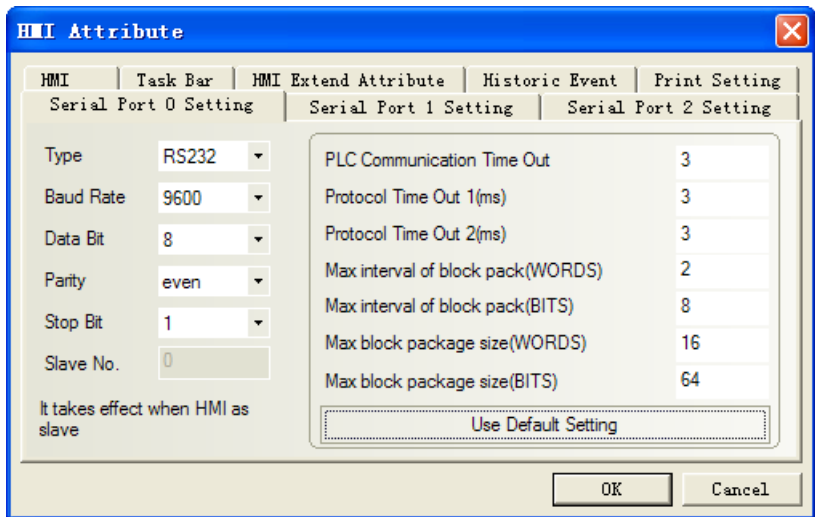 HMI Attribute
HMI Task Bar HMI Extend Attribute Historic Event Print Setting
Serial Port 0 Setting Serial Port 1 Setting Serial Port 2 Setting
Type RS232
Baud Rate 9600
Data Bit 8
Parity even
Stop Bit 1
Slave No. 0
It takes effect when HMI as
slave
PLC Communication Time Out 3
Protocol Time Out 1(ms) 3
Protocol Time Out 2(ms) 3
Max interval of block pack(WORDS) 2
Max interval of block pack(BITS) 8
Max block package size(WORDS) 16
Max block package size(BITS) 64
Use Default Setting
OK Cancel